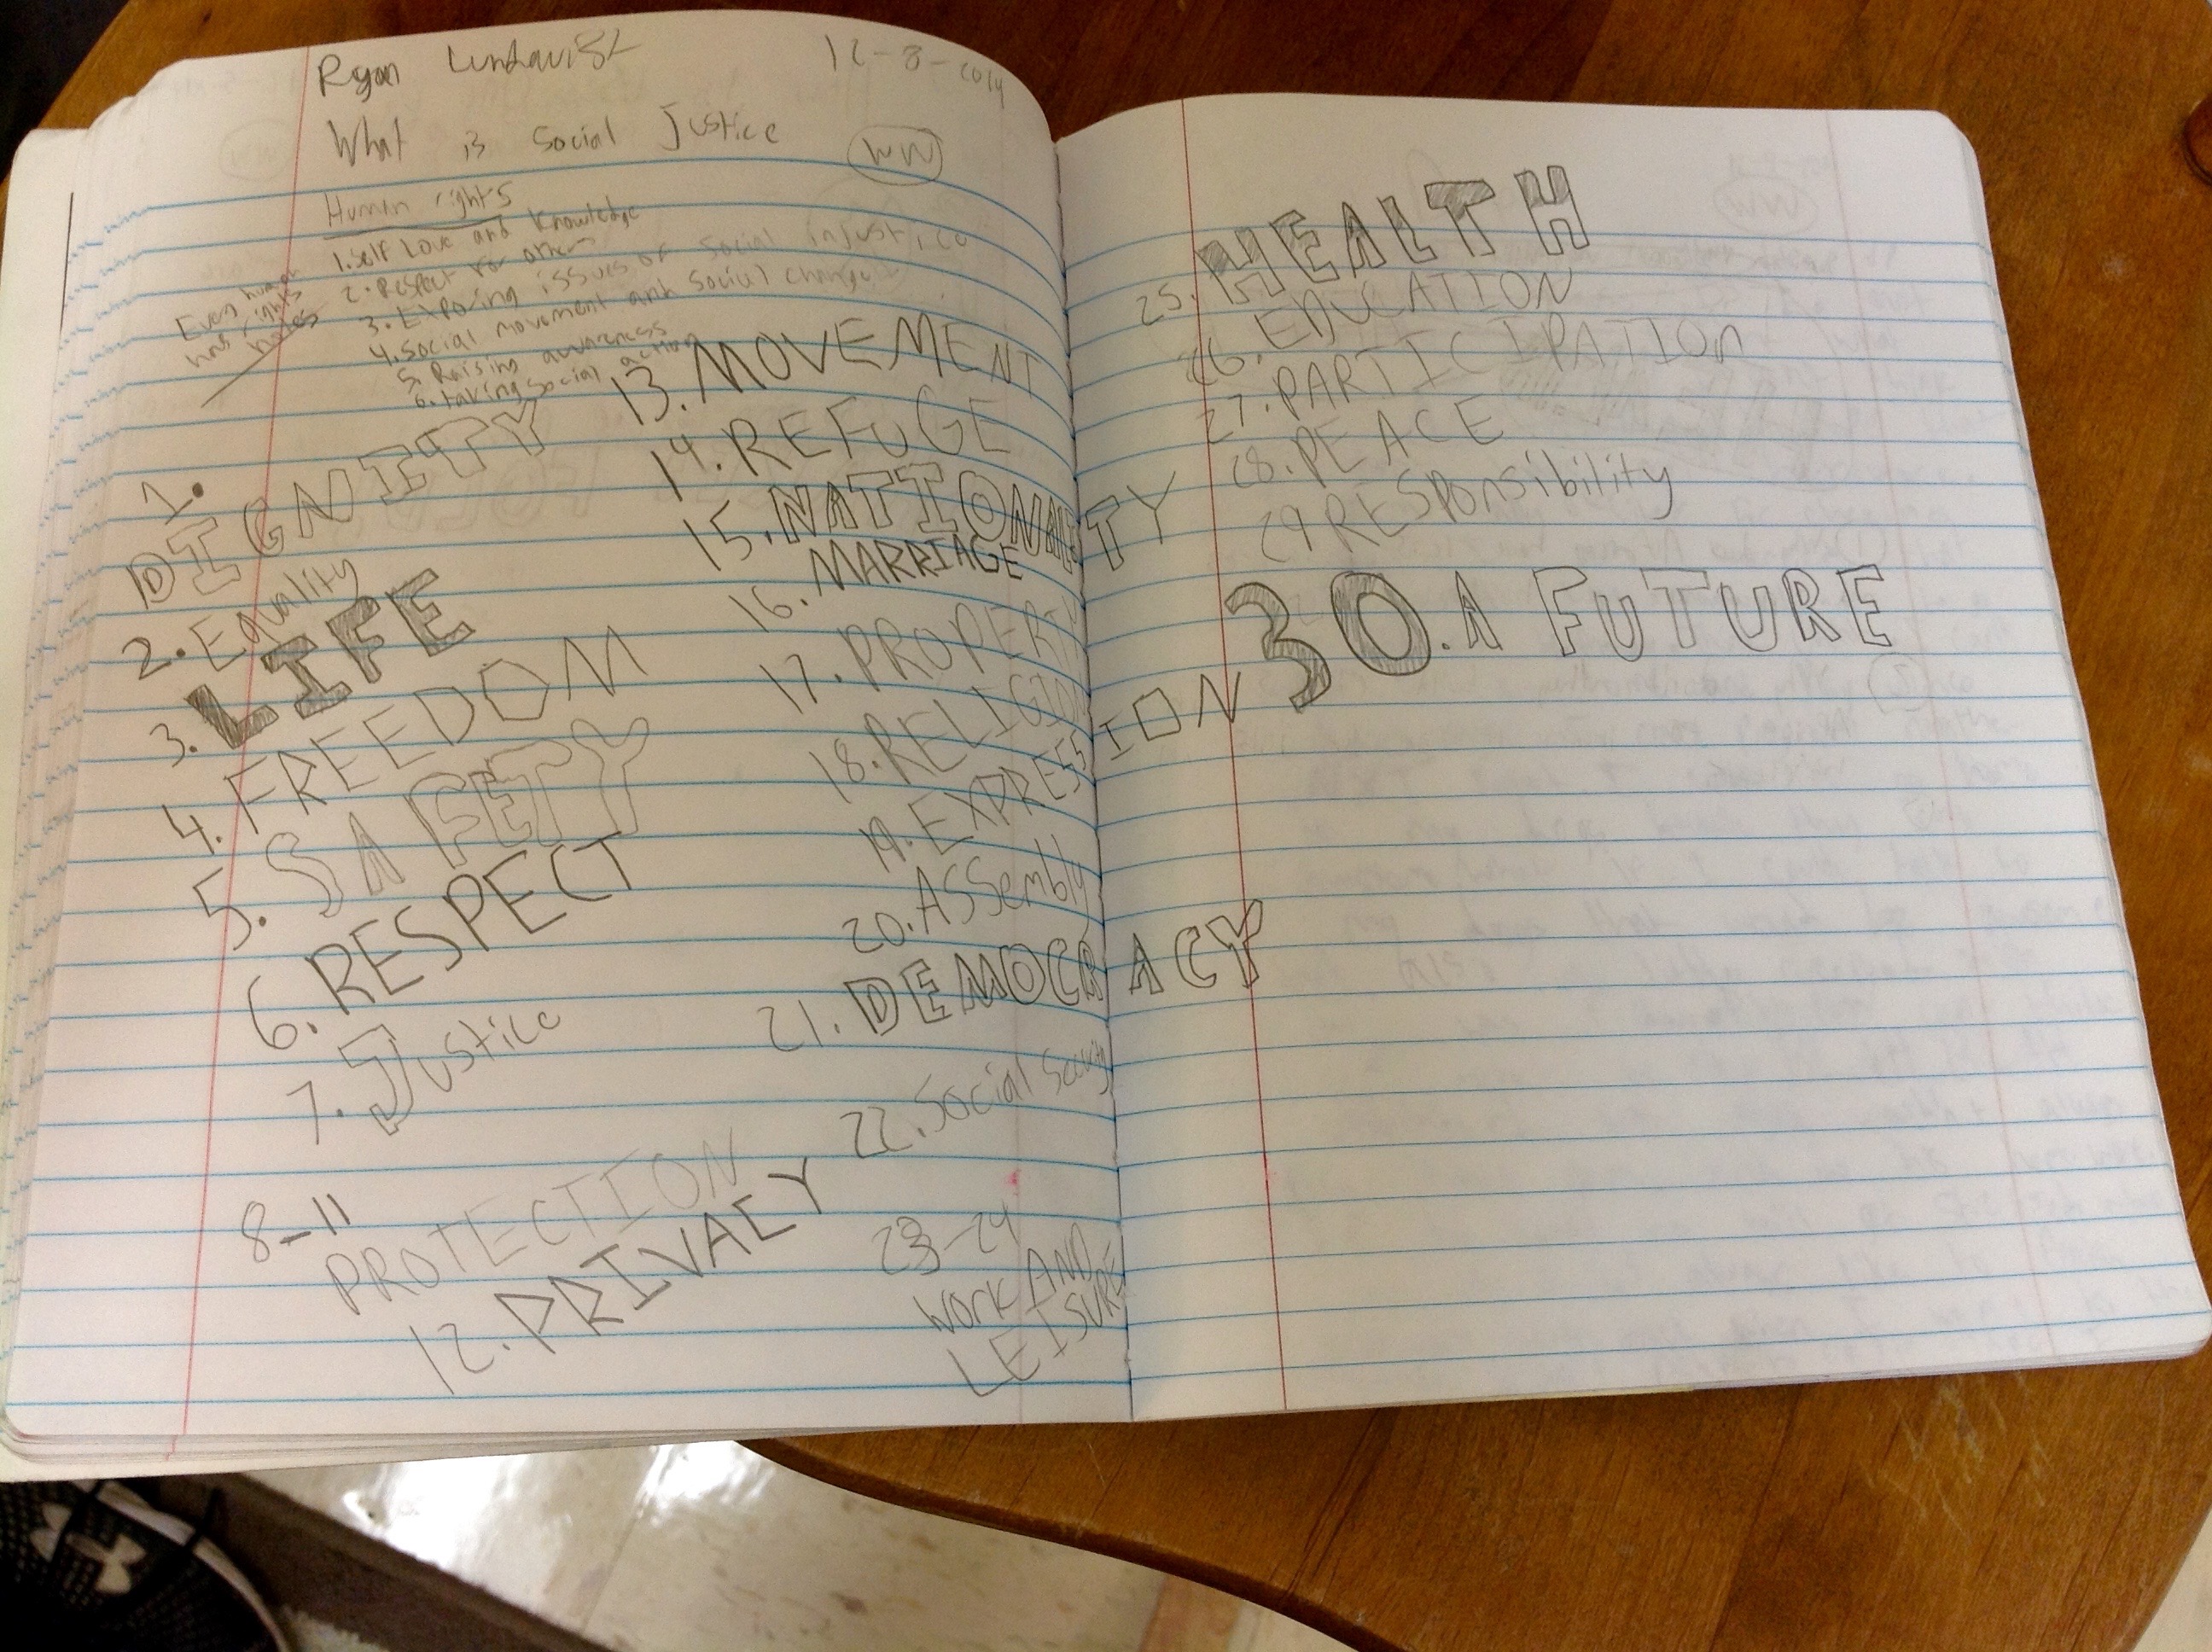 Ryan Lundquist 12-8-2014
What is Social Justice WW
Human rights
1. Self Love and Knowledge
2. Respect for others
3. Exposing issues of Social injustice
4. Social movement and Social change
5. Raising awareness
6. taking Social action
Every human
has rights
notes
1.
DIGNITY
2. Equality
3. LIFE
4. FREEDOM
5. SAFETY
6. RESPECT
7. Justice
8-11
PROTECTION
12. PRIVACY
13. MOVEMENT
14. REFUGE
15. NATIONALITY
16. MARRIAGE
17. PROPERTY
18. RELIGION
19. EXPRESSION
20. ASSembly
21. DEMOCRACY
22. Social
23-24
Work AND
LEISURE
25. HEALTH
26. EDUCATION
27. PARTICIPATION
28. PEACE
29 RESponsibility
30. A FUTURE